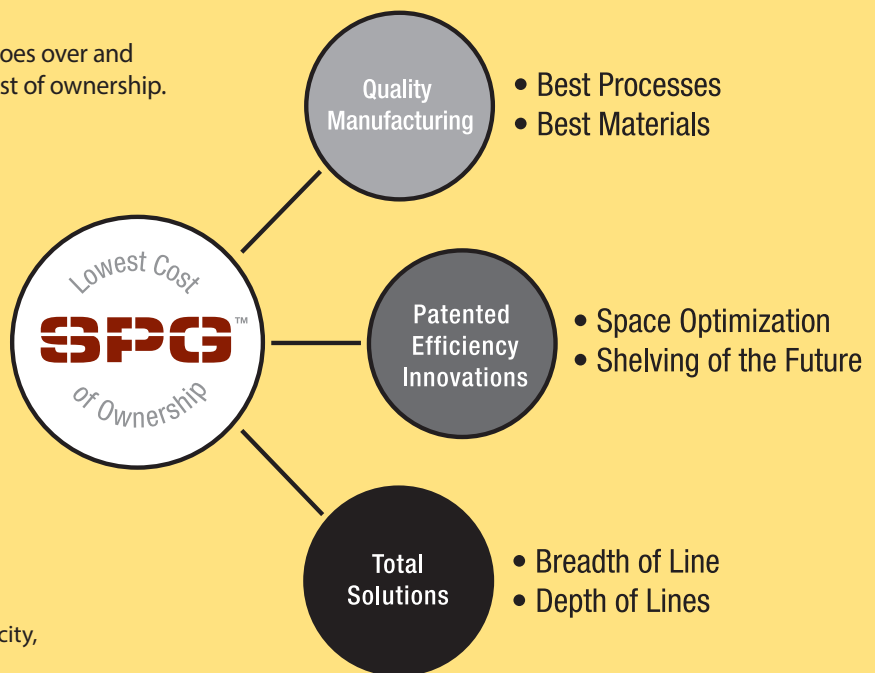 oes over and
st of ownership.
Quality
Manufacturing
• Best Processes
• Best Materials
Lowest Cost
SPG™
of Ownership
Patented
Efficiency
Innovations
• Space Optimization
• Shelving of the Future
Total
Solutions
• Breadth of Line
• Depth of Lines
city,